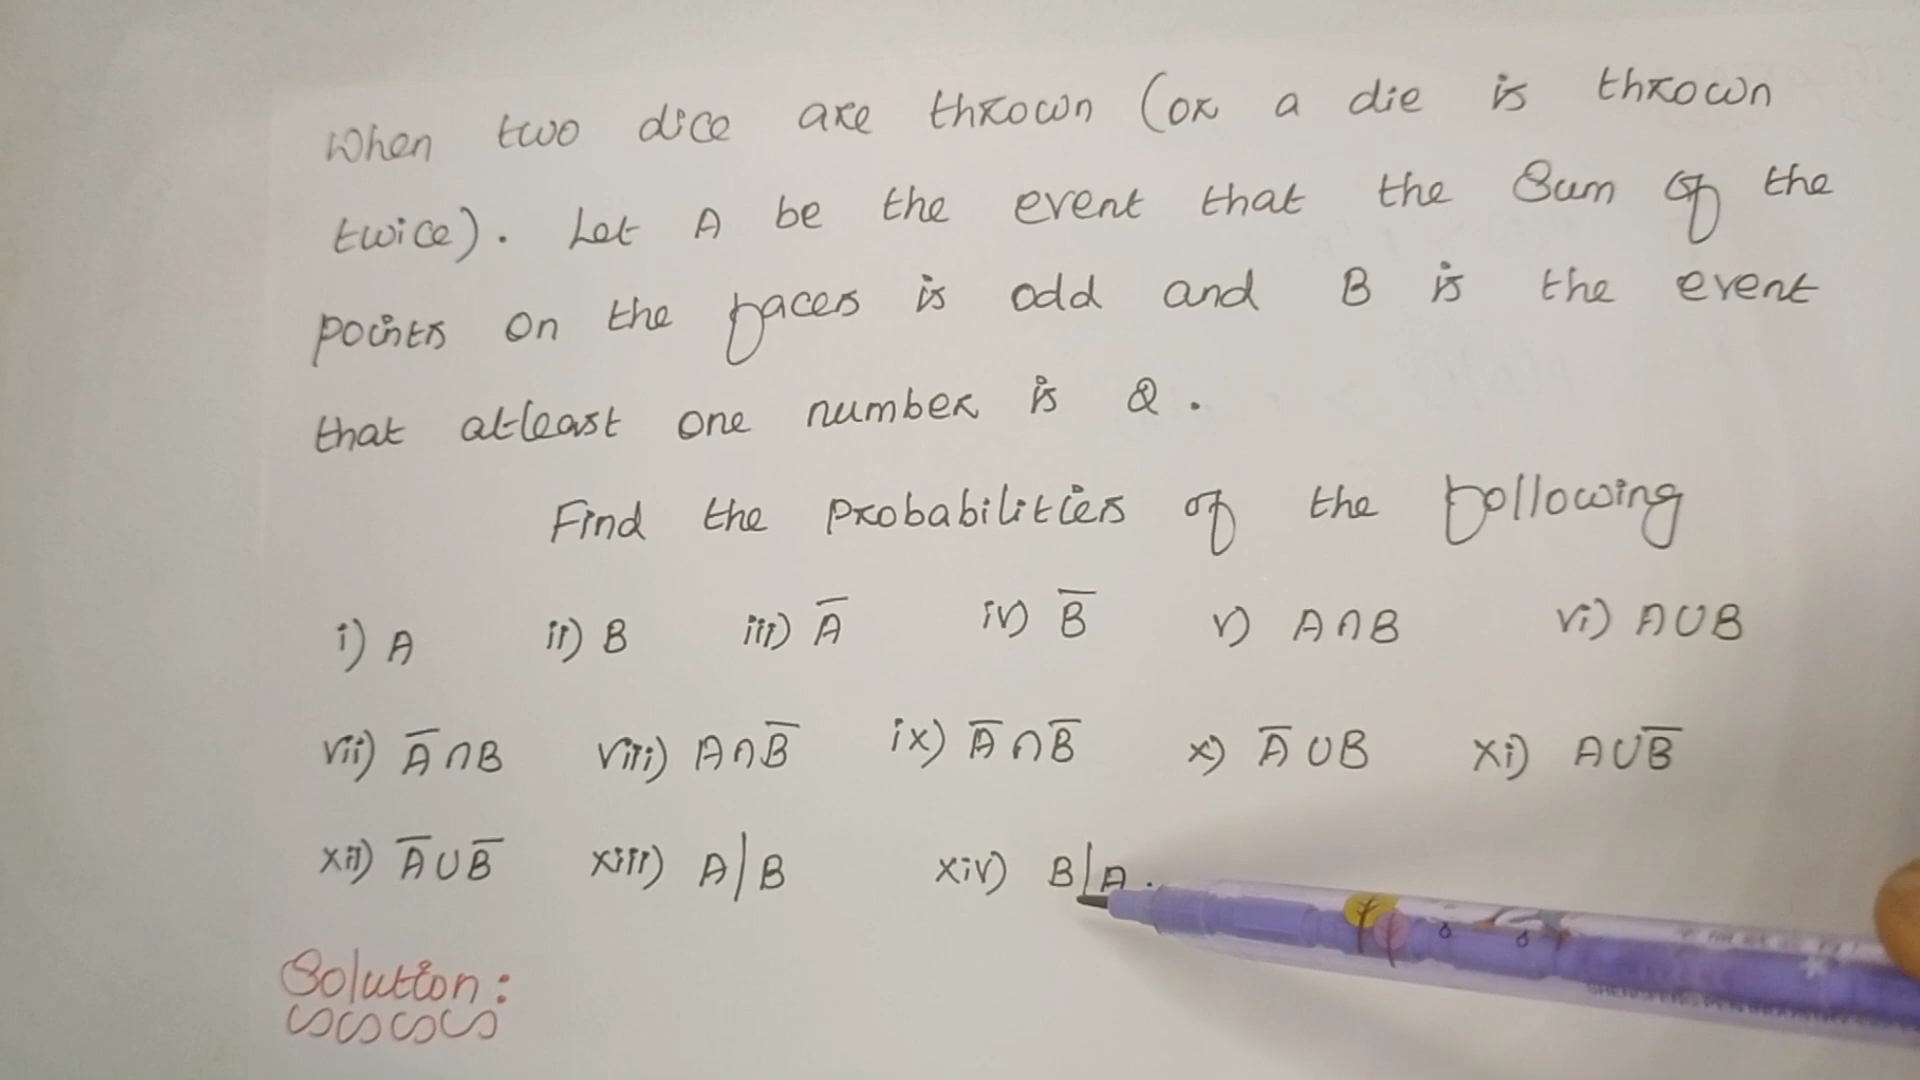 When two dice are thrown (or a die is thrown
twice). Let A be the event that the Sum of the
points on the faces is odd and B is the event
that atleast one number is 2.
Find the probabilities of the following
i) A ii) B iii) A̅ iv) B̅ v) A∩B vi) A∪B
vii) A̅∩B viii) A∩B̅ ix) A̅∩B̅ x) A̅∪B xi) A∪B̅
xii) A̅∪B̅ xiii) A|B xiv) B|A.
Solution: